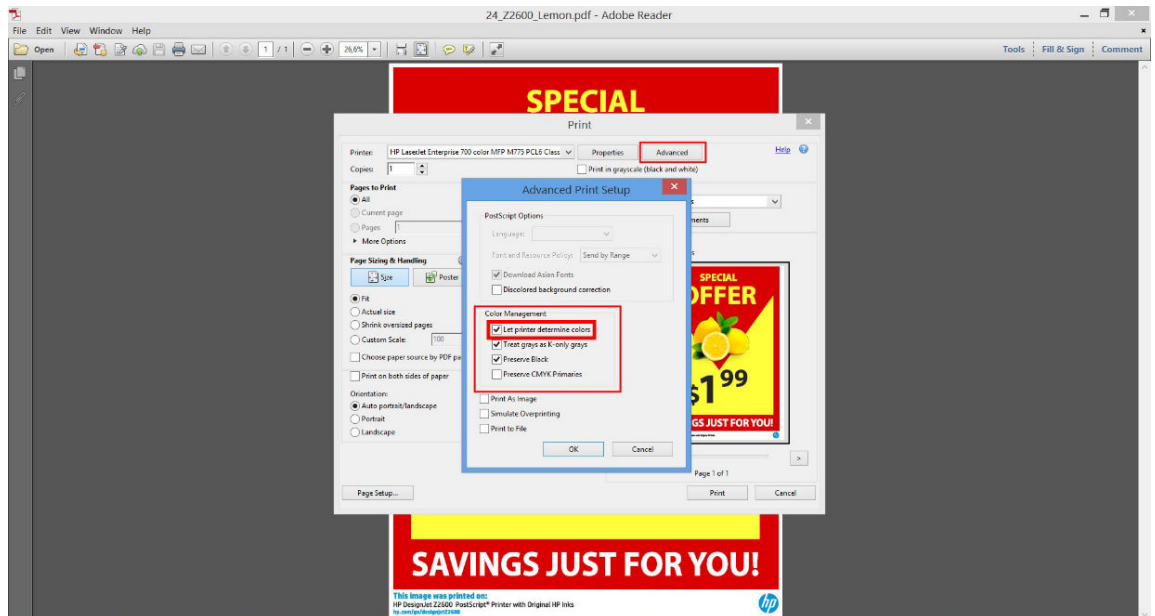 24_Z2600_Lemon.pdf - Adobe Reader
File Edit View Window Help
Open 1 / 1 26,6% Tools Fill & Sign Comment
SPECIAL
Print
Printer: HP LaserJet Enterprise 700 color MFP M775 PCL6 Class Properties Advanced Help
Copies: 1 Print in grayscale (black and white)
Pages to Print
All
Current page
Pages 1
More Options
Page Sizing & Handling
Size Poster
Fit
Actual size
Shrink oversized pages
Custom Scale: 100
Choose paper source by PDF pa
Print on both sides of paper
Orientation:
Auto portrait/landscape
Portrait
Landscape
Advanced Print Setup
PostScript Options
Language:
Font and Resource Policy: Send by Range
Download Asian Fonts
Discolored background correction
Color Management
Let printer determine colors
Treat grays as K-only grays
Preserve Black
Preserve CMYK Primaries
Print As Image
Simulate Overprinting
Print to File
OK Cancel
s
ments
s
SPECIAL
OFFER
$1 99
GS JUST FOR YOU!
>
Page 1 of 1
Page Setup... Print Cancel
SAVINGS JUST FOR YOU!
This image was printed on:
HP DesignJet Z2600 PostScript® Printer with Original HP Inks
hp.com/go/designjetZ2600
hp